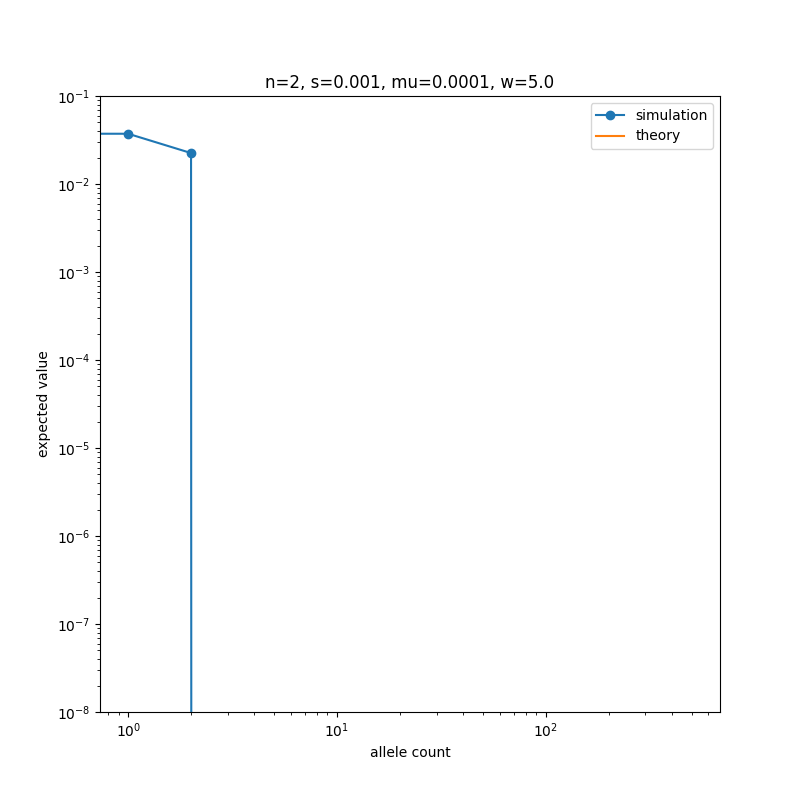 n=2, s=0.001, mu=0.0001, w=5.0
simulation
theory
expected value
10⁻¹
10⁻²
10⁻³
10⁻⁴
10⁻⁵
10⁻⁶
10⁻⁷
10⁻⁸
10⁰ 10¹ 10²
allele count